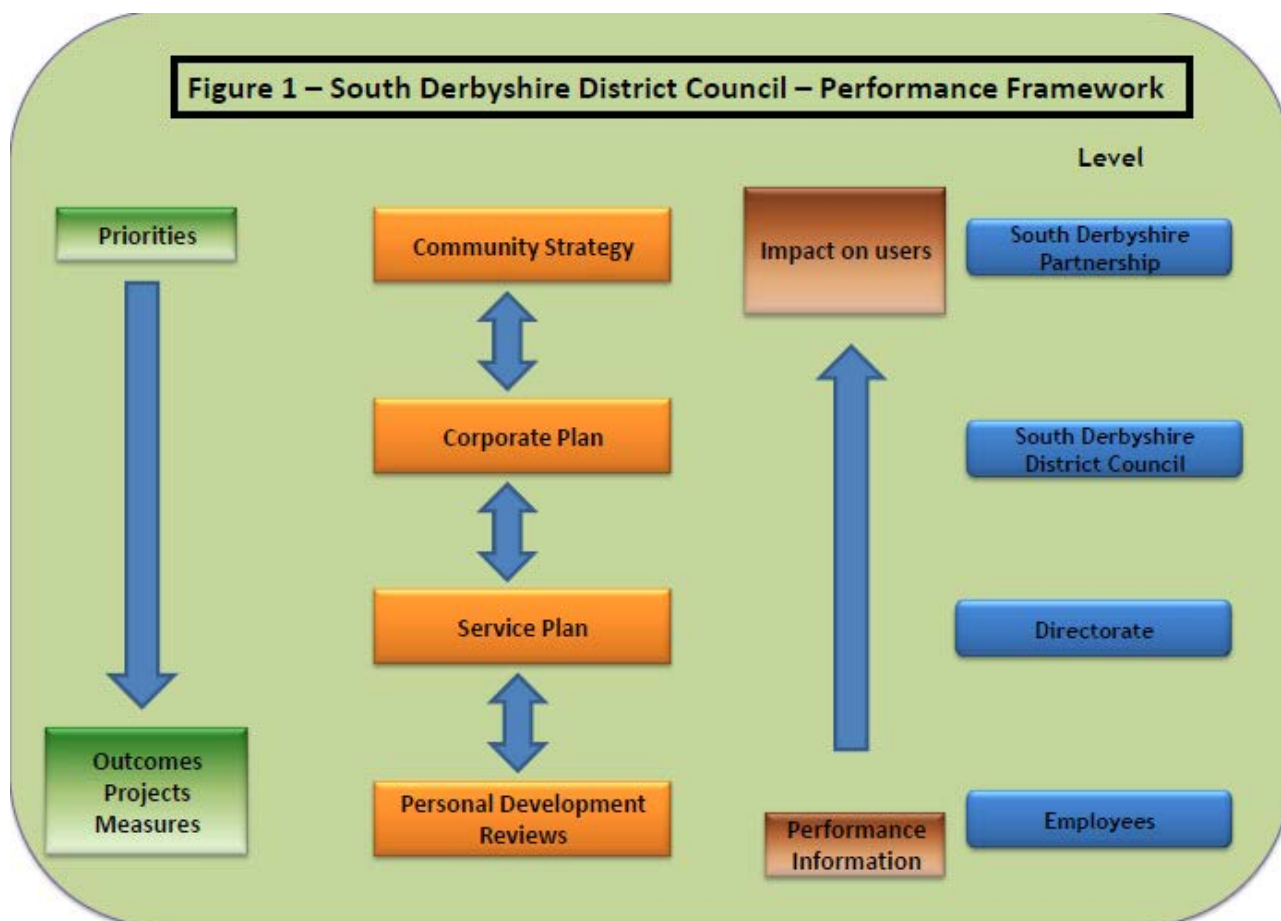 Figure 1 – South Derbyshire District Council – Performance Framework
Level
Priorities
Community Strategy
Impact on users
South Derbyshire
Partnership
Corporate Plan
South Derbyshire
District Council
Service Plan
Directorate
Outcomes
Projects
Measures
Personal Development
Reviews
Performance
Information
Employees